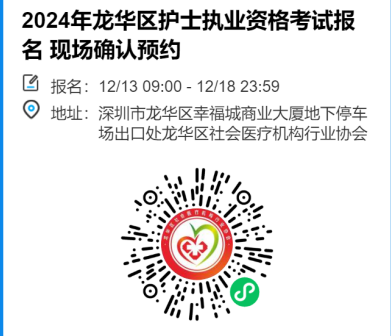 2024年龙华区护士执业资格考试报
名 现场确认预约
报名：12/13 09:00 - 12/18 23:59
地址：深圳市龙华区幸福城商业大厦地下停车
场出口处龙华区社会医疗机构行业协会